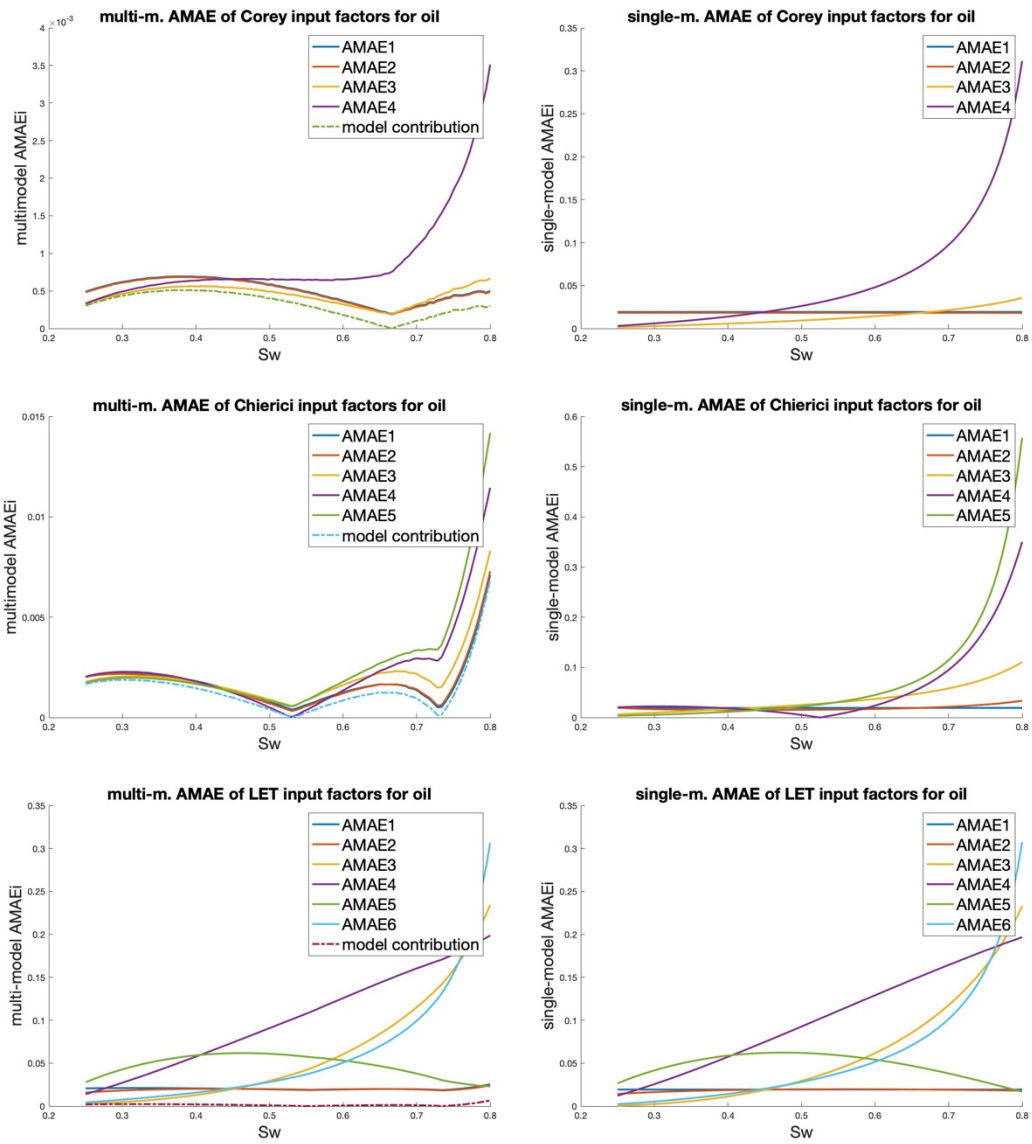 multi-m. AMAE of Corey input factors for oil
×10⁻³
4
3.5
3
2.5
2
1.5
1
0.5
0
multimodel AMAEi
AMAE1
AMAE2
AMAE3
AMAE4
model contribution
0.2 0.3 0.4 0.5 0.6 0.7 0.8
Sw
single-m. AMAE of Corey input factors for oil
0.35
0.3
0.25
0.2
0.15
0.1
0.05
0
single-model AMAEi
AMAE1
AMAE2
AMAE3
AMAE4
0.2 0.3 0.4 0.5 0.6 0.7 0.8
Sw
multi-m. AMAE of Chierici input factors for oil
0.015
0.01
0.005
0
multimodel AMAEi
AMAE1
AMAE2
AMAE3
AMAE4
AMAE5
model contribution
0.2 0.3 0.4 0.5 0.6 0.7 0.8
Sw
single-m. AMAE of Chierici input factors for oil
0.6
0.5
0.4
0.3
0.2
0.1
0
single-model AMAEi
AMAE1
AMAE2
AMAE3
AMAE4
AMAE5
0.2 0.3 0.4 0.5 0.6 0.7 0.8
Sw
multi-m. AMAE of LET input factors for oil
0.35
0.3
0.25
0.2
0.15
0.1
0.05
0
multi-model AMAEi
AMAE1
AMAE2
AMAE3
AMAE4
AMAE5
AMAE6
model contribution
0.2 0.3 0.4 0.5 0.6 0.7 0.8
Sw
single-m. AMAE of LET input factors for oil
0.35
0.3
0.25
0.2
0.15
0.1
0.05
0
single-model AMAEi
AMAE1
AMAE2
AMAE3
AMAE4
AMAE5
AMAE6
0.2 0.3 0.4 0.5 0.6 0.7 0.8
Sw